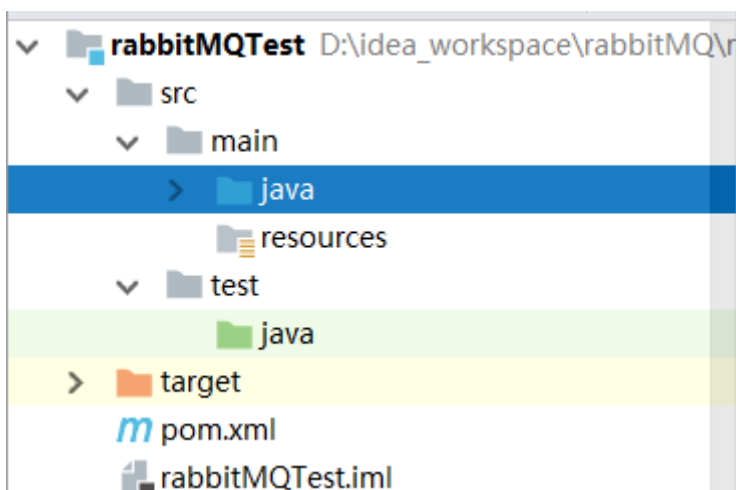 rabbitMQTest D:\idea_workspace\rabbitMQ\r
src
main
java
resources
test
java
target
pom.xml
rabbitMQTest.iml